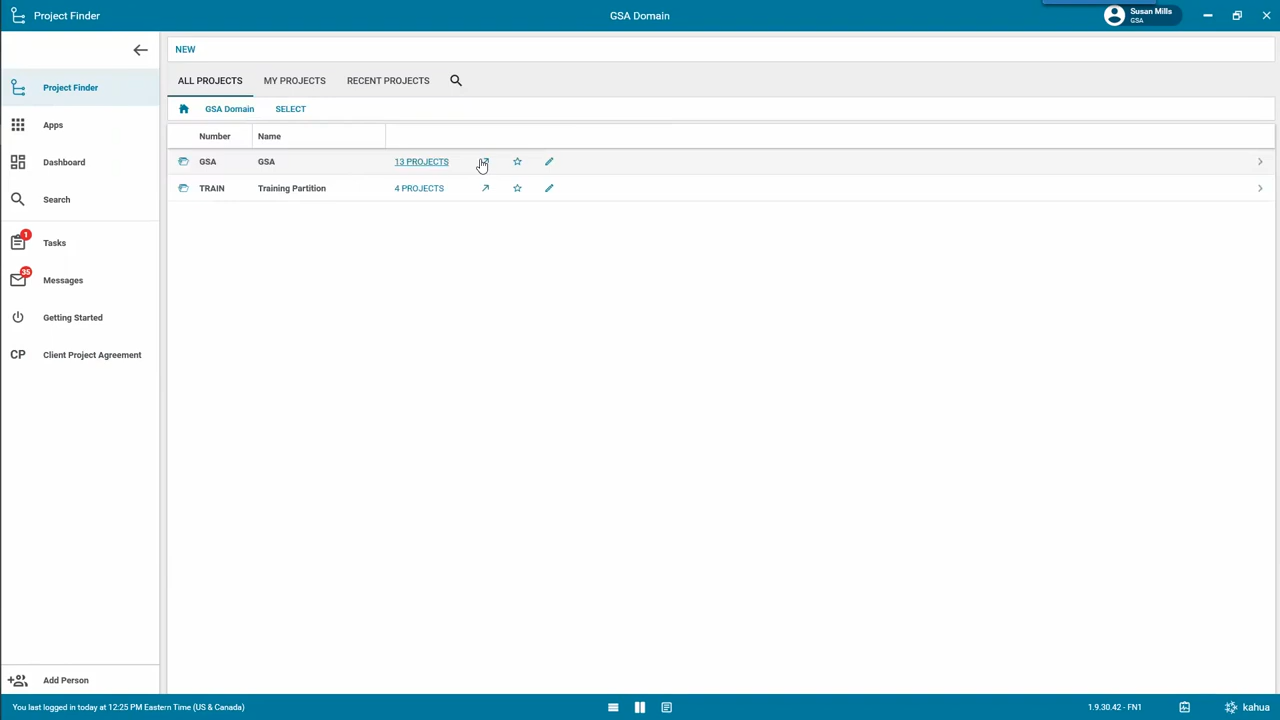 Project Finder
GSA Domain
Susan Mills
GSA
NEW
Project Finder
ALL PROJECTS
MY PROJECTS
RECENT PROJECTS
Apps
GSA Domain
SELECT
Number
Name
Dashboard
GSA
GSA
13 PROJECTS
TRAIN
Training Partition
4 PROJECTS
Search
1
Tasks
35
Messages
Getting Started
CP
Client Project Agreement
Add Person
You last logged in today at 12:25 PM Eastern Time (US & Canada)
1.9.30.42 - FN1
kahua